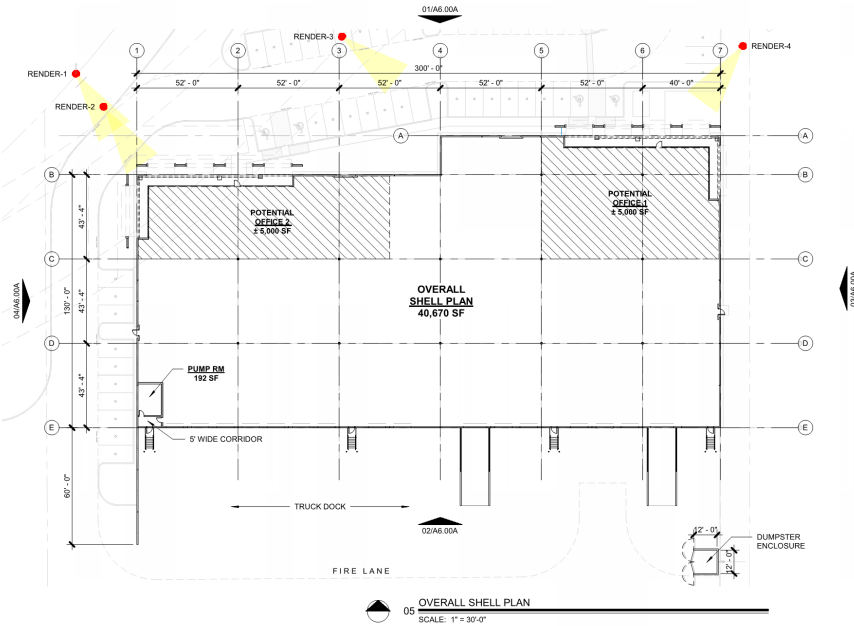 01/A6.00A
RENDER-3
RENDER-4
RENDER-1
RENDER-2
1
2
3
4
5
6
7
300' - 0"
52' - 0"
52' - 0"
52' - 0"
52' - 0"
52' - 0"
40' - 0"
A
A
B
B
POTENTIAL
OFFICE 2
± 5,000 SF
POTENTIAL
OFFICE 1
± 5,000 SF
43' - 4"
C
C
04/A6.00A
03/A6.00A
130' - 0"
43' - 4"
OVERALL
SHELL PLAN
40,670 SF
D
D
43' - 4"
PUMP RM
192 SF
E
E
5' WIDE CORRIDOR
60' - 0"
TRUCK DOCK
02/A6.00A
12' - 0"
12' - 0"
DUMPSTER
ENCLOSURE
FIRE LANE
05
OVERALL SHELL PLAN
SCALE: 1" = 30'-0"